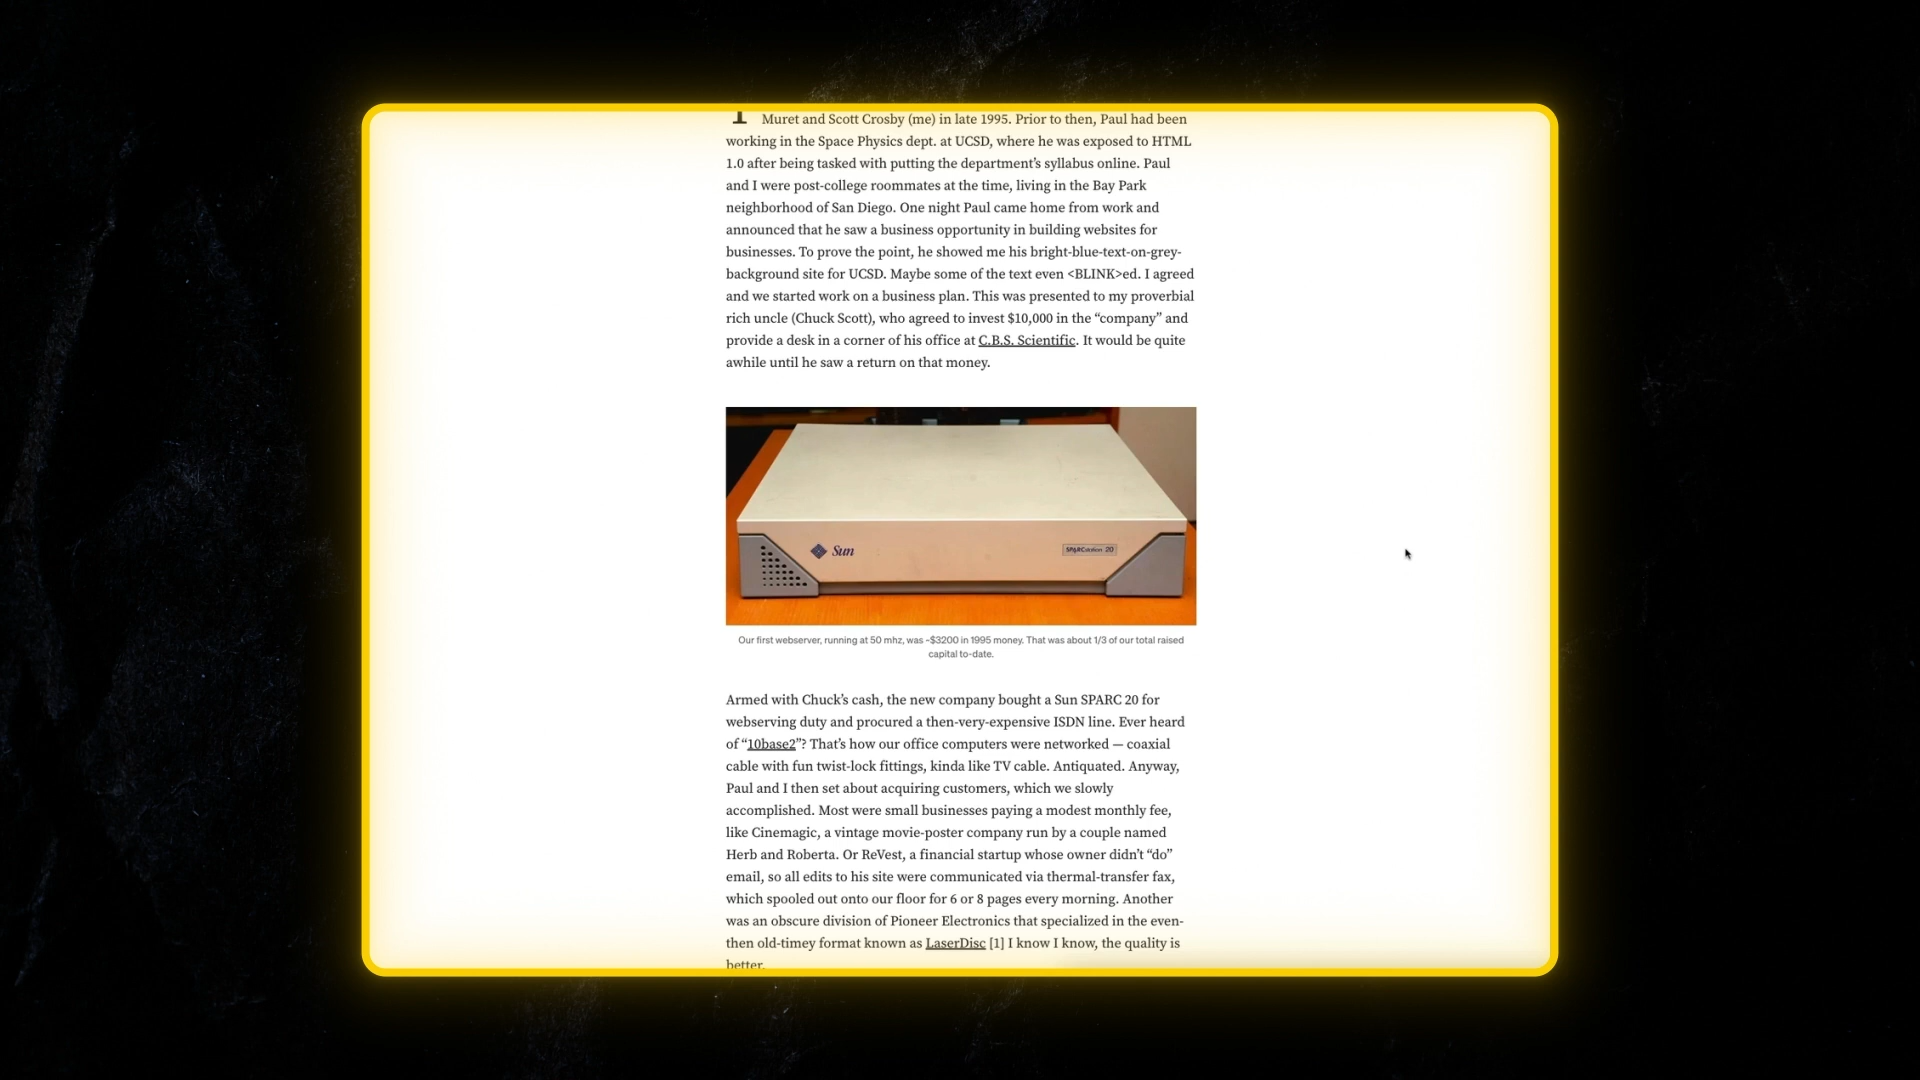 Muret and Scott Crosby (me) in late 1995. Prior to then, Paul had been
working in the Space Physics dept. at UCSD, where he was exposed to HTML
1.0 after being tasked with putting the department’s syllabus online. Paul
and I were post-college roommates at the time, living in the Bay Park
neighborhood of San Diego. One night Paul came home from work and
announced that he saw a business opportunity in building websites for
businesses. To prove the point, he showed me his bright-blue-text-on-grey-
background site for UCSD. Maybe some of the text even <BLINK>ed. I agreed
and we started work on a business plan. This was presented to my proverbial
rich uncle (Chuck Scott), who agreed to invest $10,000 in the “company” and
provide a desk in a corner of his office at C.B.S. Scientific. It would be quite
awhile until he saw a return on that money.
Sun
SPARCstation 20
Our first webserver, running at 50 mhz, was ~$3200 in 1995 money. That was about 1/3 of our total raised
capital to-date.
Armed with Chuck’s cash, the new company bought a Sun SPARC 20 for
webserving duty and procured a then-very-expensive ISDN line. Ever heard
of “10base2”? That’s how our office computers were networked — coaxial
cable with fun twist-lock fittings, kinda like TV cable. Antiquated. Anyway,
Paul and I then set about acquiring customers, which we slowly
accomplished. Most were small businesses paying a modest monthly fee,
like Cinemagic, a vintage movie-poster company run by a couple named
Herb and Roberta. Or ReVest, a financial startup whose owner didn’t “do”
email, so all edits to his site were communicated via thermal-transfer fax,
which spooled out onto our floor for 6 or 8 pages every morning. Another
was an obscure division of Pioneer Electronics that specialized in the even-
then old-timey format known as LaserDisc [1] I know I know, the quality is
better.